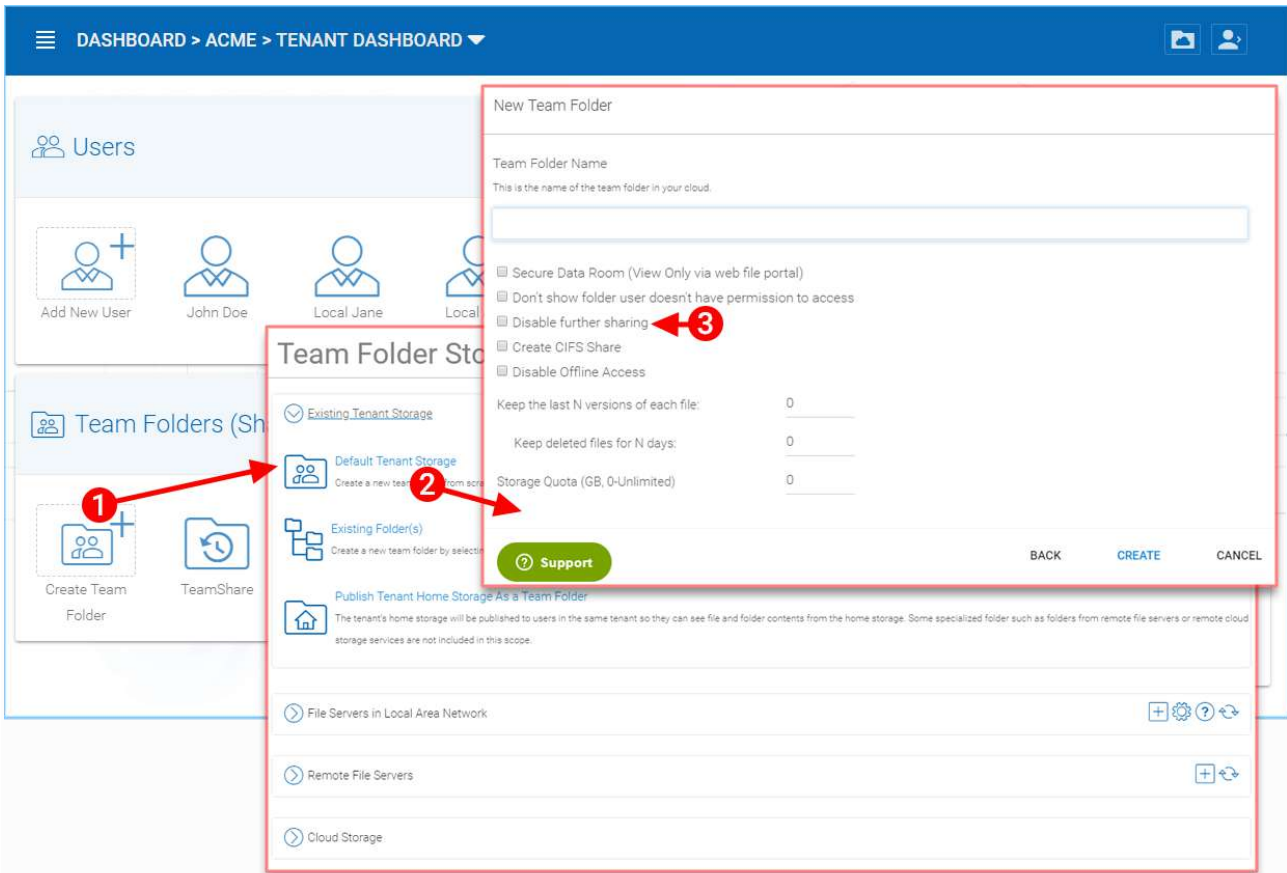 DASHBOARD > ACME > TENANT DASHBOARD
Users
Add New User
John Doe
Local Jane
Local
Team Folders (Sh
1
Create Team
Folder
TeamShare
Team Folder Sto
Existing Tenant Storage
Default Tenant Storage
Create a new team from scra
2
Existing Folder(s)
Create a new team folder by selectin
Publish Tenant Home Storage As a Team Folder
The tenant's home storage will be published to users in the same tenant so they can see file and folder contents from the home storage. Some specialized folder such as folders from remote file servers or remote cloud
storage services are not included in this scope.
File Servers in Local Area Network
Remote File Servers
Cloud Storage
New Team Folder
Team Folder Name
This is the name of the team folder in your cloud.
Secure Data Room (View Only via web file portal)
Don't show folder user doesn't have permission to access
Disable further sharing
3
Create CIFS Share
Disable Offline Access
Keep the last N versions of each file: 0
Keep deleted files for N days: 0
Storage Quota (GB, 0-Unlimited) 0
? Support
BACK CREATE CANCEL